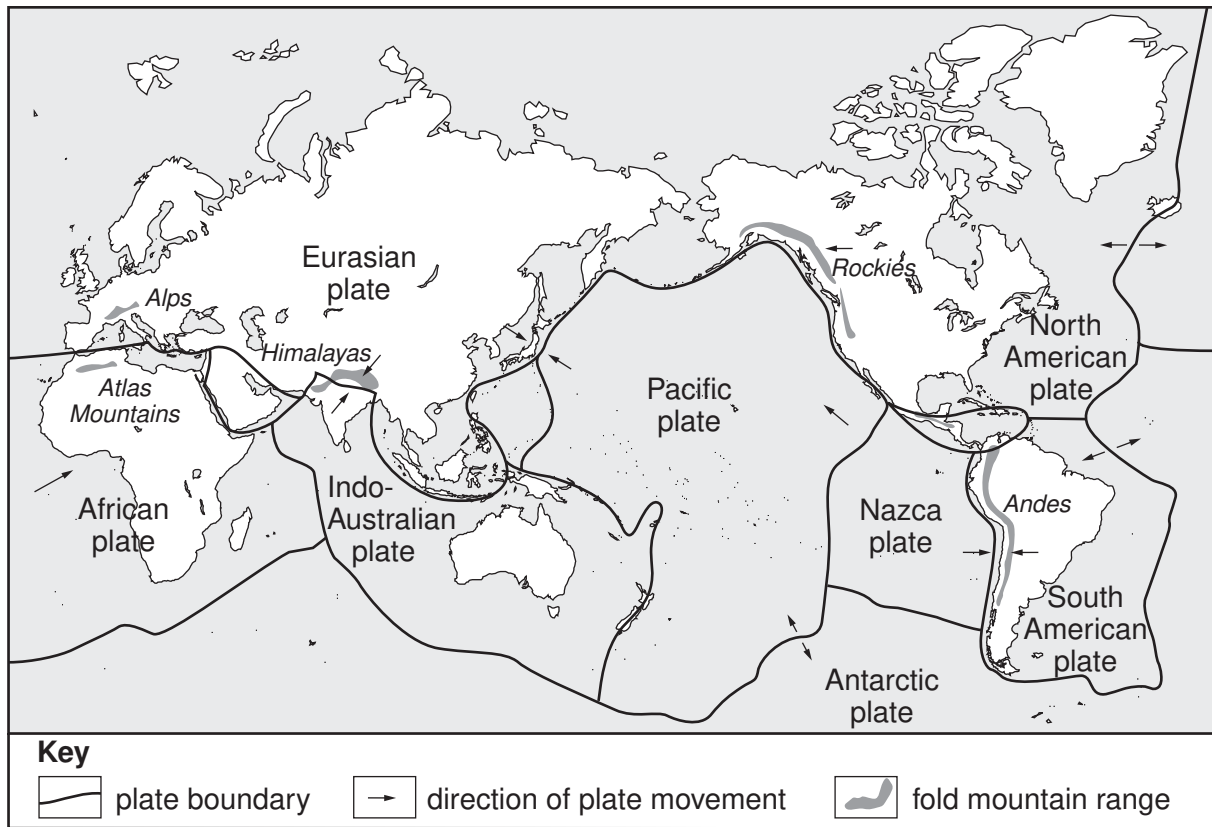 Eurasian
plate
Alps
Himalayas
Atlas
Mountains
African
plate
Indo-
Australian
plate
Pacific
plate
Rockies
North
American
plate
Nazca
plate
Andes
South
American
plate
Antarctic
plate
Key
plate boundary
direction of plate movement
fold mountain range